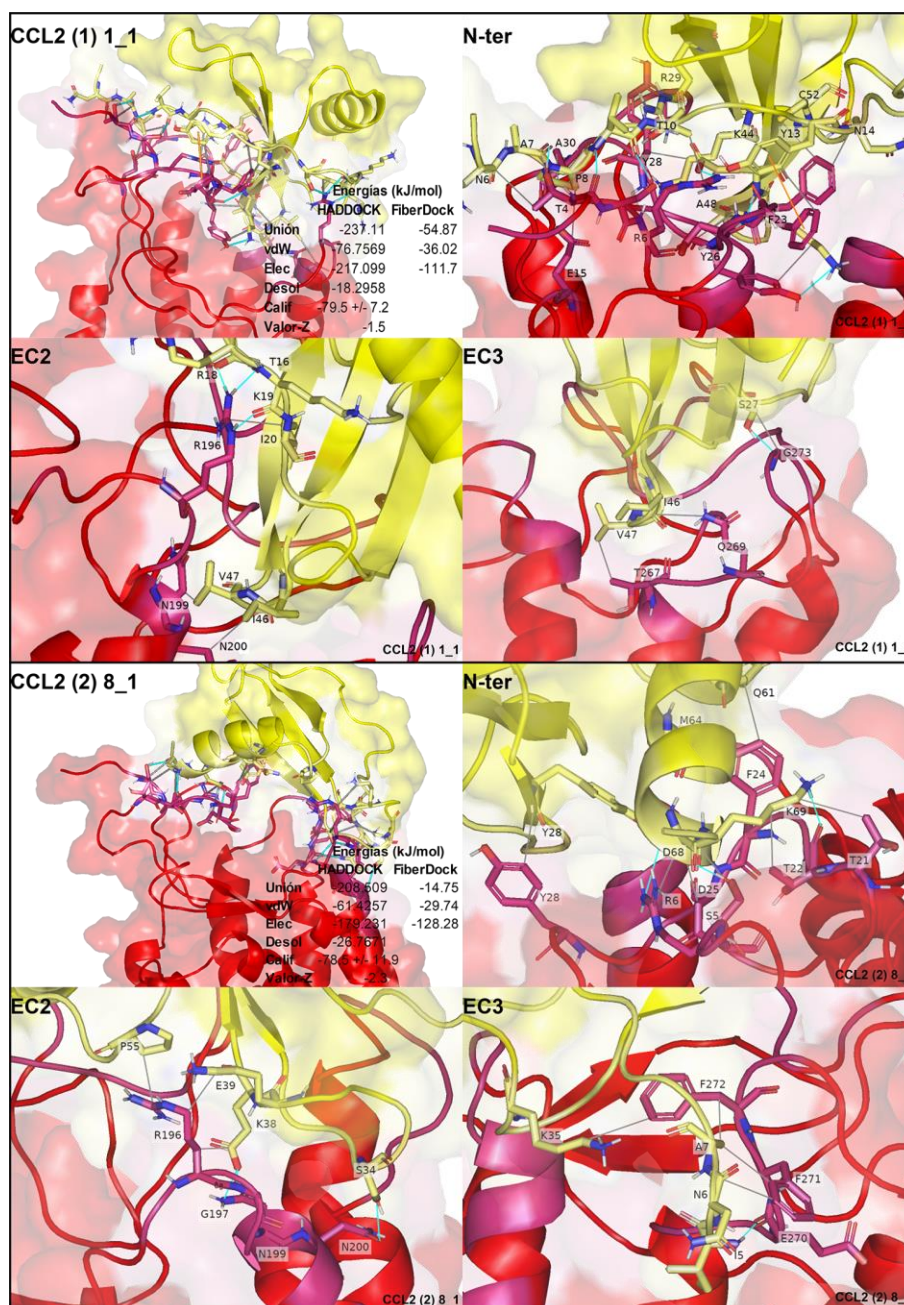 CCL2 (1) 1_1
Energías (kJ/mol)
HADDOCK FiberDock
Unión -237.11 -54.87
vdW -76.7569 -36.02
Elec -217.099 -111.7
Desol -18.2958
Calif -79.5 +/- 7.2
Valor-Z -1.5
N-ter
R29
C52
T10
A7
A30
K44
Y13
N14
Y28
N6
P8
A48
T4
F23
R6
Y26
E15
CCL2 (1) 1_
EC2
T16
R18
K19
R196
I20
V47
N199
I46
N200
CCL2 (1) 1_1
EC3
S27
G273
I46
V47
Q269
T267
CCL2 (1) 1_
CCL2 (2) 8_1
Energías (kJ/mol)
HADDOCK FiberDock
Unión -208.509 -14.75
vdW -61.4257 -29.74
Elec -179.231 -128.28
Desol -26.7671
Calif -78.5 +/- 11.9
Valor-Z -2.3
N-ter
Q61
M64
F24
K69
Y28
D68
T21
T22
D25
R6
Y28
S5
CCL2 (2) 8_
EC2
P55
E39
K38
R196
S34
G197
N199
N200
CCL2 (2) 8_1
EC3
F272
K35
A7
F271
N6
E270
I5
CCL2 (2) 8_